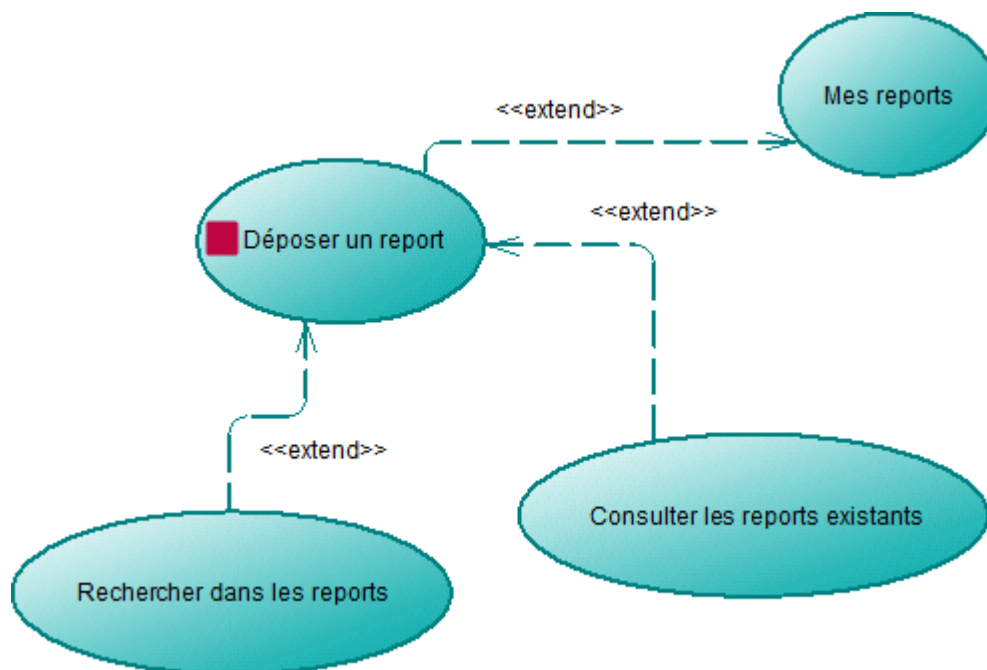 Mes reports
<<extend>>
<<extend>>
Déposer un report
<<extend>>
Consulter les reports existants
Rechercher dans les reports